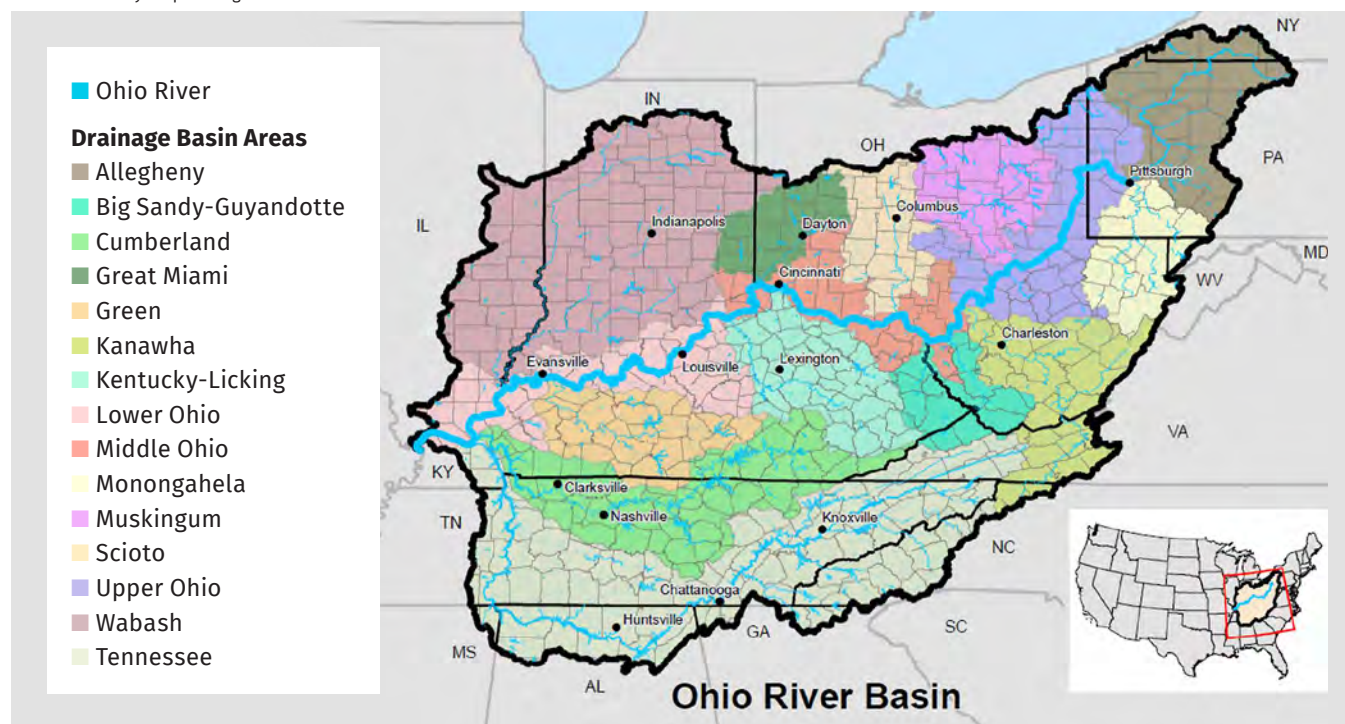 Ohio River
Drainage Basin Areas
Allegheny
Big Sandy-Guyandotte
Cumberland
Great Miami
Green
Kanawha
Kentucky-Licking
Lower Ohio
Middle Ohio
Monongahela
Muskingum
Scioto
Upper Ohio
Wabash
Tennessee
NY
IN
OH
PA
Pittsburgh
IL
Indianapolis
Dayton
Columbus
MD
Cincinnati
WV
Charleston
Evansville
Louisville
Lexington
VA
KY
Clarksville
TN
Nashville
Knoxville
NC
Chattanooga
Huntsville
GA
SC
MS
AL
Ohio River Basin